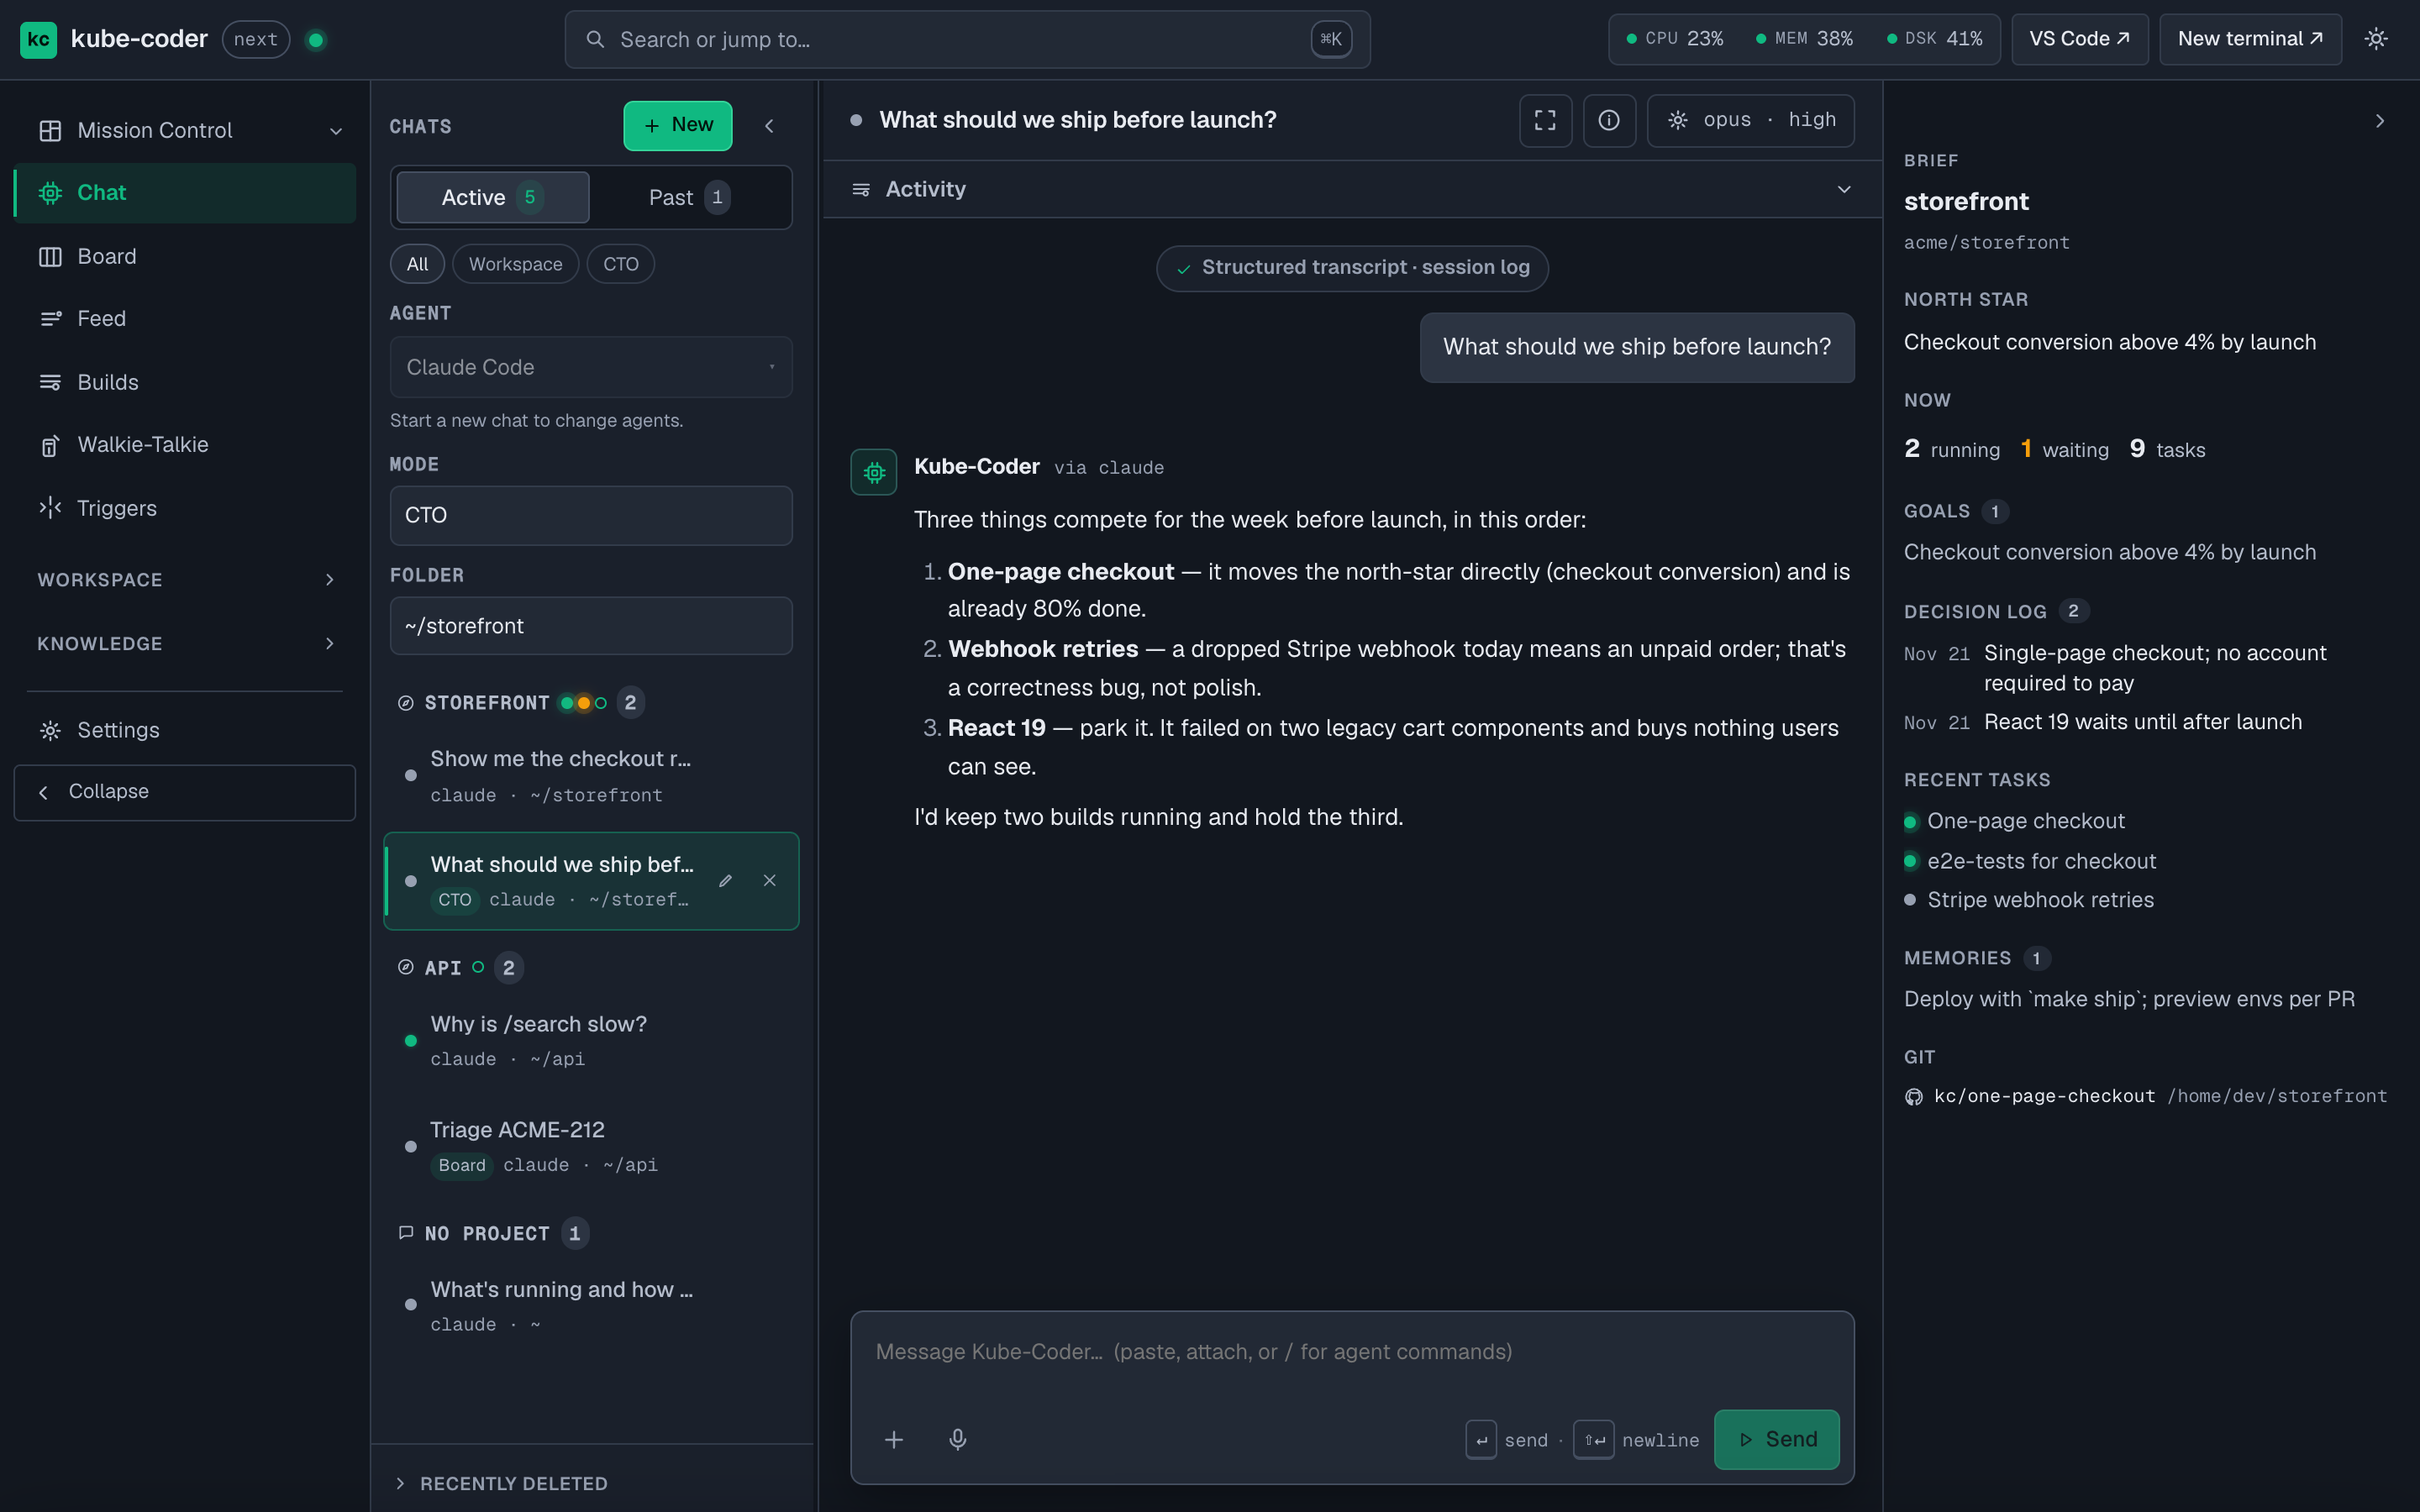 kc kube-coder next
Search or jump to... ⌘K
CPU 23% MEM 38% DSK 41%
VS Code ↗
New terminal ↗
Mission Control
Chat
Board
Feed
Builds
Walkie-Talkie
Triggers
WORKSPACE
KNOWLEDGE
Settings
Collapse
CHATS
+ New
Active 5
Past 1
All
Workspace
CTO
AGENT
Claude Code
Start a new chat to change agents.
MODE
CTO
FOLDER
~/storefront
STOREFRONT 2
Show me the checkout r...
claude · ~/storefront
What should we ship bef...
CTO claude · ~/storef...
API 2
Why is /search slow?
claude · ~/api
Triage ACME-212
Board claude · ~/api
NO PROJECT 1
What's running and how ...
claude · ~
RECENTLY DELETED
What should we ship before launch?
opus · high
Activity
Structured transcript · session log
What should we ship before launch?
Kube-Coder via claude
Three things compete for the week before launch, in this order:
1. One-page checkout — it moves the north-star directly (checkout conversion) and is
already 80% done.
2. Webhook retries — a dropped Stripe webhook today means an unpaid order; that's
a correctness bug, not polish.
3. React 19 — park it. It failed on two legacy cart components and buys nothing users
can see.
I'd keep two builds running and hold the third.
Message Kube-Coder... (paste, attach, or / for agent commands)
↵ send · ⇧↵ newline
Send
BRIEF
storefront
acme/storefront
NORTH STAR
Checkout conversion above 4% by launch
NOW
2 running 1 waiting 9 tasks
GOALS 1
Checkout conversion above 4% by launch
DECISION LOG 2
Nov 21 Single-page checkout; no account
required to pay
Nov 21 React 19 waits until after launch
RECENT TASKS
One-page checkout
e2e-tests for checkout
Stripe webhook retries
MEMORIES 1
Deploy with `make ship`; preview envs per PR
GIT
kc/one-page-checkout /home/dev/storefront